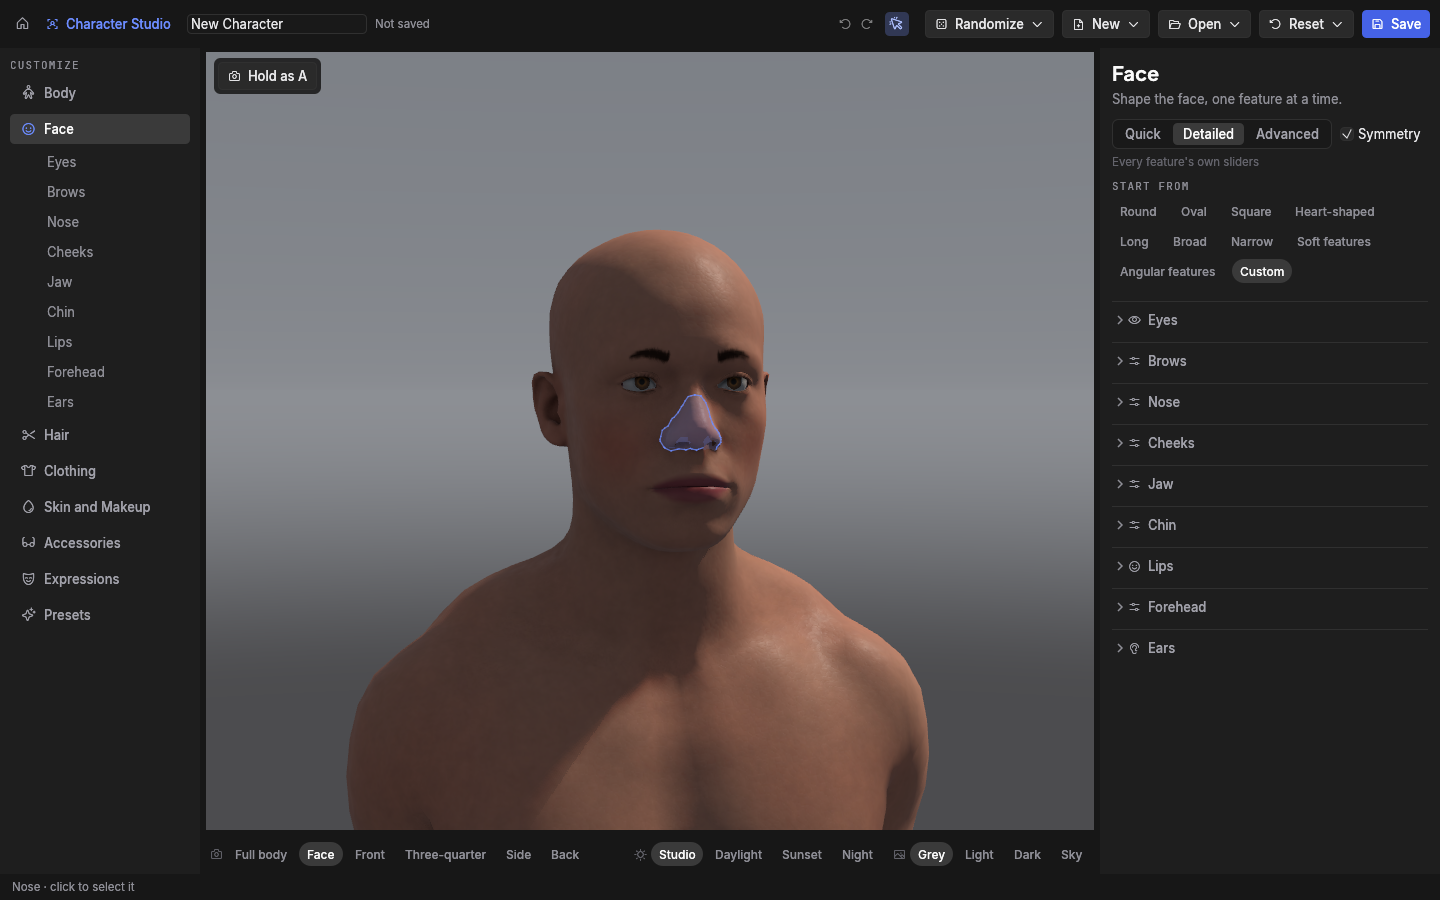 Character Studio
New Character
Not saved
Randomize
New
Open
Reset
Save
CUSTOMIZE
Body
Face
Eyes
Brows
Nose
Cheeks
Jaw
Chin
Lips
Forehead
Ears
Hair
Clothing
Skin and Makeup
Accessories
Expressions
Presets
Hold as A
Full body Face Front Three-quarter Side Back
Studio Daylight Sunset Night
Grey Light Dark Sky
Face
Shape the face, one feature at a time.
Quick Detailed Advanced Symmetry
Every feature's own sliders
START FROM
Round Oval Square Heart-shaped
Long Broad Narrow Soft features
Angular features Custom
Eyes
Brows
Nose
Cheeks
Jaw
Chin
Lips
Forehead
Ears
Nose · click to select it